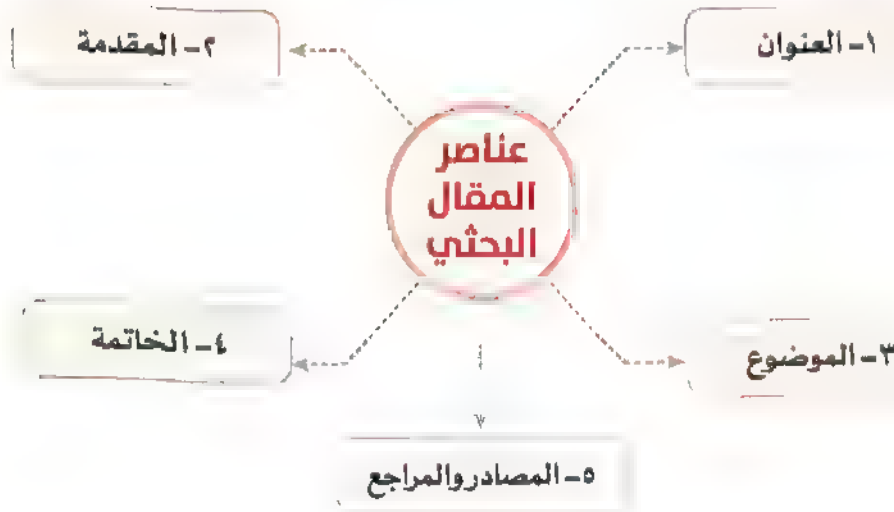 ١- العنوان
٢- المقدمة
عناصر
المقال
البحثي
٣- الموضوع
٤- الخاتمة
٥- المصادر والمراجع